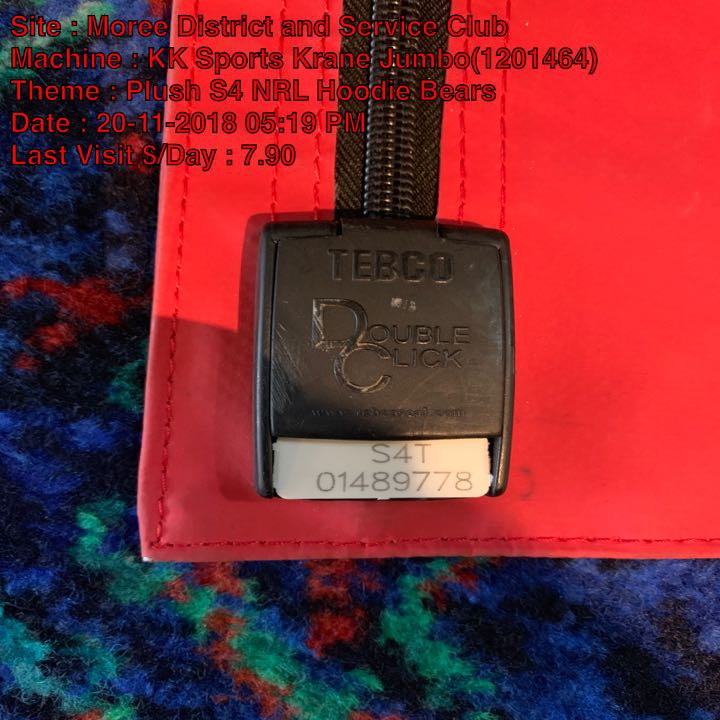 Site : Moree District and Service Club
Machine : KK Sports Krane Jumbo(1201464)
Theme : Plush S4 NRL Hoodie Bears
Date : 20-11-2018 05:19 PM
Last Visit $/Day : 7.90
TEBCO
DOUBLE
CLICK
S4T
01489778